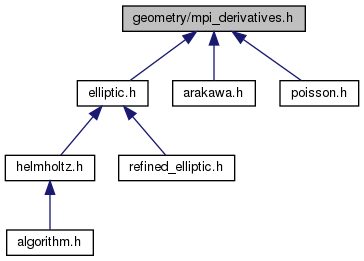 geometry/mpi_derivatives.h
elliptic.h
arakawa.h
poisson.h
helmholtz.h
refined_elliptic.h
algorithm.h